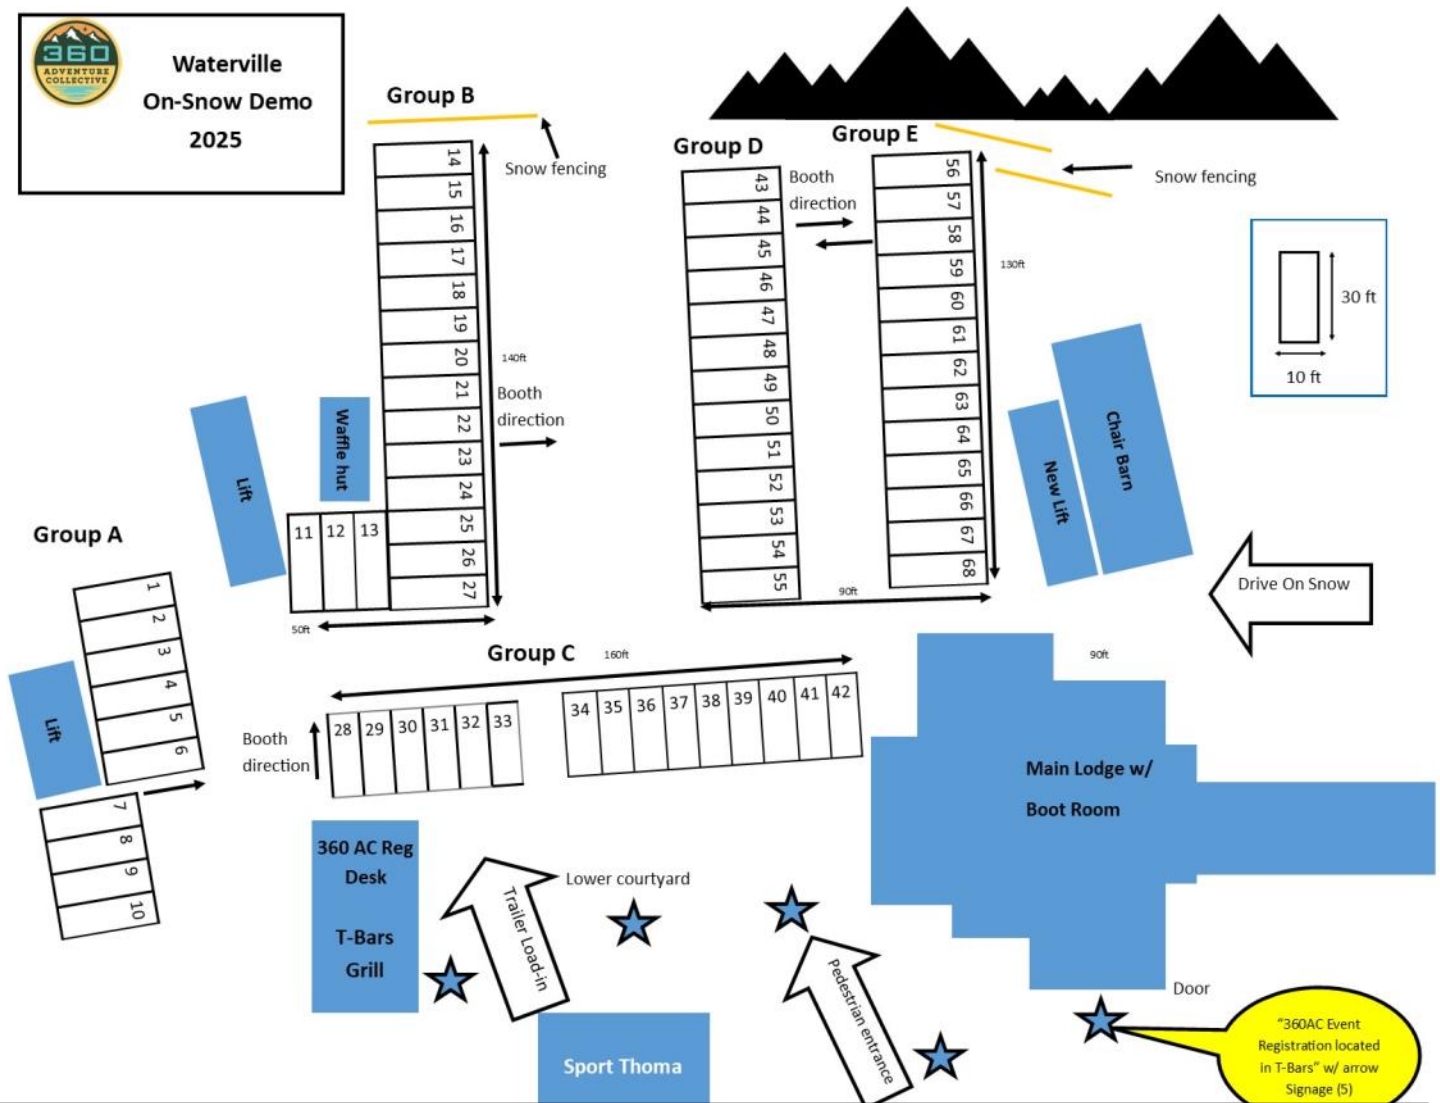 360
ADVENTURE
COLLECTIVE
Waterville
On-Snow Demo
2025
Group B
Snow fencing
14
15
16
17
18
19
20
21
22
23
24
25
26
27
140ft
Booth
direction
Waffle hut
Lift
11 12 13
50ft
Group D
43
44
45
46
47
48
49
50
51
52
53
54
55
Booth
direction
Group E
56
57
58
59
60
61
62
63
64
65
66
67
68
130ft
90ft
Snow fencing
30 ft
10 ft
Chair Barn
New Lift
Drive On Snow
Group A
1
2
3
4
5
6
7
8
9
10
Lift
Group C
160ft
28 29 30 31 32 33
34 35 36 37 38 39 40 41 42
Booth
direction
90ft
Main Lodge w/
Boot Room
360 AC Reg
Desk
T-Bars
Grill
Trailer Load-in
Lower courtyard
Pedestrian entrance
Sport Thoma
Door
“360AC Event
Registration located
in T-Bars” w/ arrow
Signage (5)